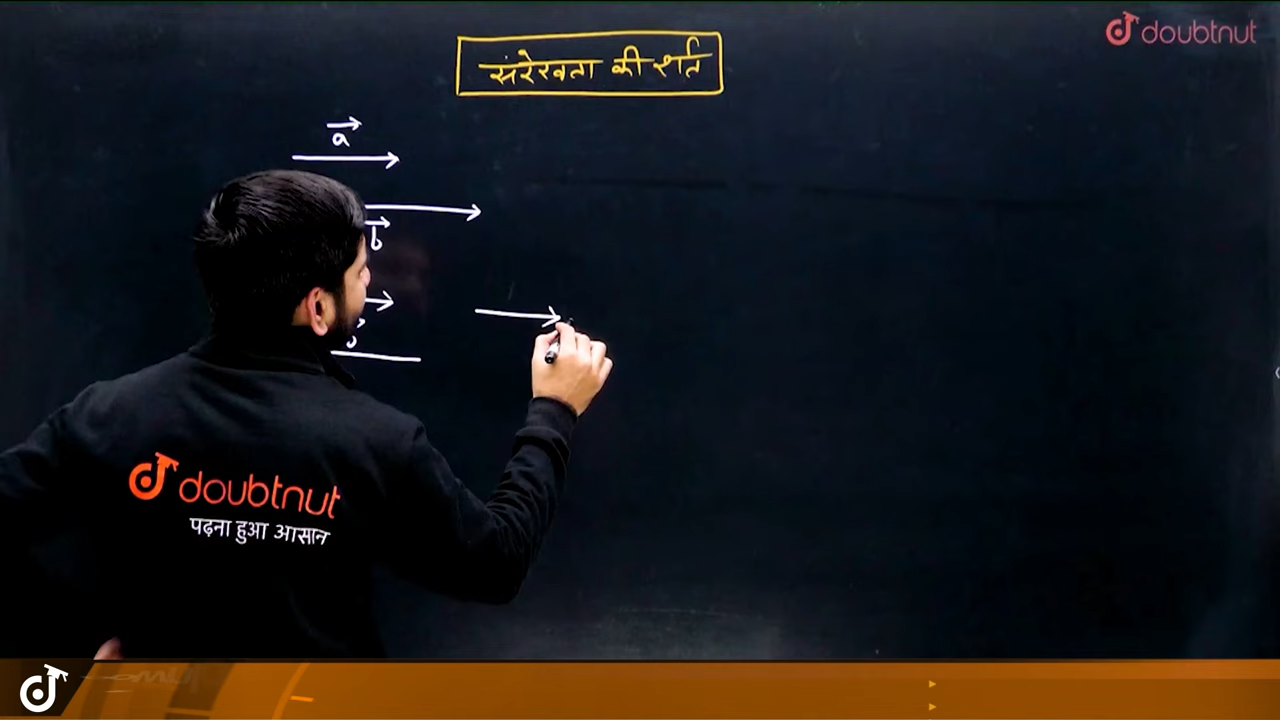 doubtnut
संरेखता की शर्त
a
b
doubtnut
पढ़ना हुआ आसान